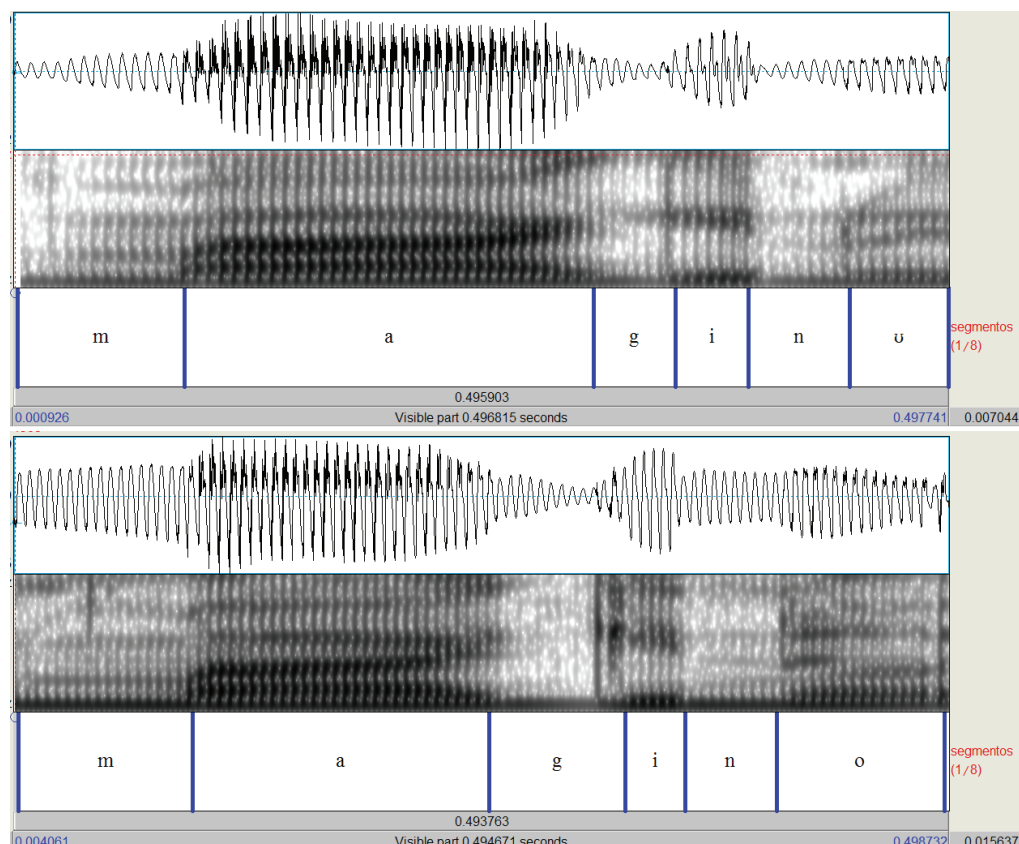 m a g i n ʊ segmentos
(1/8)
0.495903
0.000926 Visible part 0.496815 seconds 0.497741 0.007044
m a g i n o segmentos
(1/8)
0.493763
0.004061 Visible part 0.494671 seconds 0.498732 0.015637